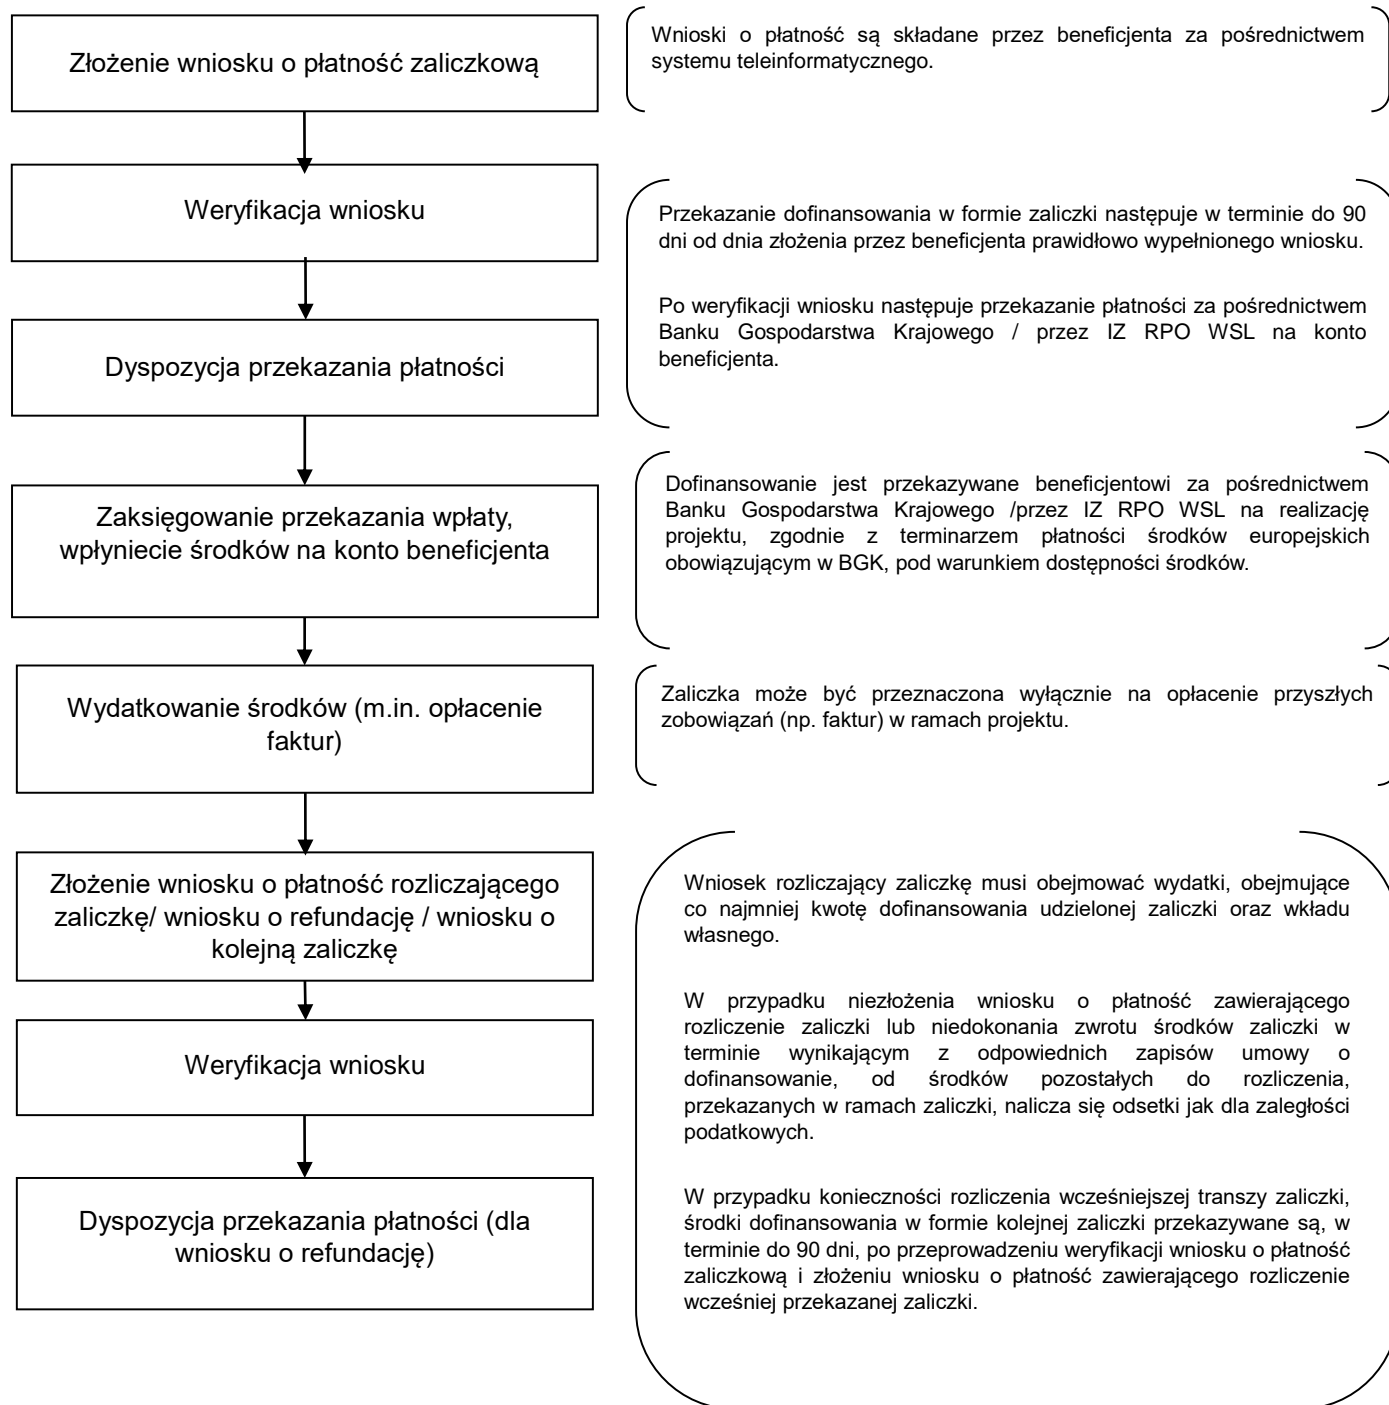 Złożenie wniosku o płatność zaliczkową
Wnioski o płatność są składane przez beneficjenta za pośrednictwem
systemu teleinformatycznego.
Weryfikacja wniosku
Przekazanie dofinansowania w formie zaliczki następuje w terminie do 90
dni od dnia złożenia przez beneficjenta prawidłowo wypełnionego wniosku.
Po weryfikacji wniosku następuje przekazanie płatności za pośrednictwem
Banku Gospodarstwa Krajowego / przez IZ RPO WSL na konto
beneficjenta.
Dyspozycja przekazania płatności
Zaksięgowanie przekazania wpłaty,
wpłyniecie środków na konto beneficjenta
Dofinansowanie jest przekazywane beneficjentowi za pośrednictwem
Banku Gospodarstwa Krajowego /przez IZ RPO WSL na realizację
projektu, zgodnie z terminarzem płatności środków europejskich
obowiązującym w BGK, pod warunkiem dostępności środków.
Wydatkowanie środków (m.in. opłacenie
faktur)
Zaliczka może być przeznaczona wyłącznie na opłacenie przyszłych
zobowiązań (np. faktur) w ramach projektu.
Złożenie wniosku o płatność rozliczającego
zaliczkę/ wniosku o refundację / wniosku o
kolejną zaliczkę
Wniosek rozliczający zaliczkę musi obejmować wydatki, obejmujące
co najmniej kwotę dofinansowania udzielonej zaliczki oraz wkładu
własnego.
W przypadku niezłożenia wniosku o płatność zawierającego
rozliczenie zaliczki lub niedokonania zwrotu środków zaliczki w
terminie wynikającym z odpowiednich zapisów umowy o
dofinansowanie, od środków pozostałych do rozliczenia,
przekazanych w ramach zaliczki, nalicza się odsetki jak dla zaległości
podatkowych.
W przypadku konieczności rozliczenia wcześniejszej transzy zaliczki,
środki dofinansowania w formie kolejnej zaliczki przekazywane są, w
terminie do 90 dni, po przeprowadzeniu weryfikacji wniosku o płatność
zaliczkową i złożeniu wniosku o płatność zawierającego rozliczenie
wcześniej przekazanej zaliczki.
Weryfikacja wniosku
Dyspozycja przekazania płatności (dla
wniosku o refundację)